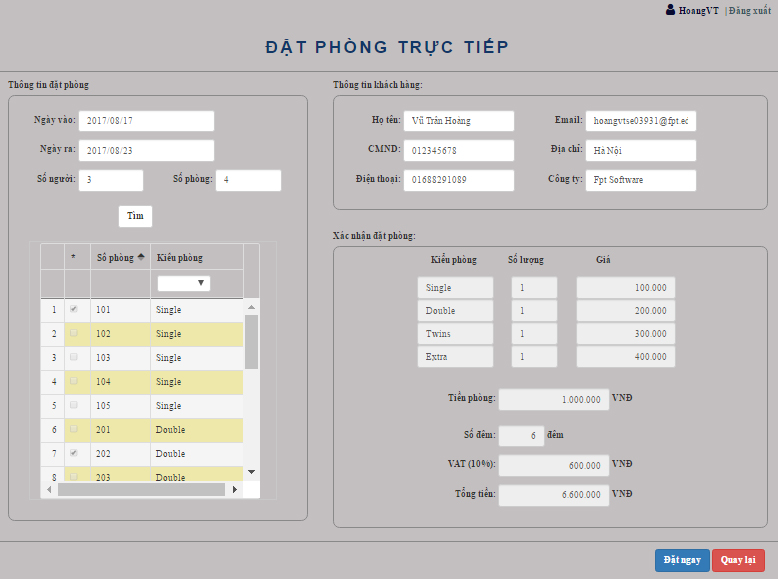 HoangVT | Đăng xuất
ĐẶT PHÒNG TRỰC TIẾP
Thông tin đặt phòng
Ngày vào: 2017/08/17
Ngày ra: 2017/08/23
Số người: 3 Số phòng: 4
Tìm
* Số phòng Kiểu phòng
1 101 Single
2 102 Single
3 103 Single
4 104 Single
5 105 Single
6 201 Double
7 202 Double
8 203 Double
Thông tin khách hàng:
Họ tên: Vũ Trần Hoàng Email: hoangvtse03931@fpt.ec
CMND: 012345678 Địa chỉ: Hà Nội
Điện thoại: 01688291089 Công ty: Fpt Software
Xác nhận đặt phòng:
Kiểu phòng Số lượng Giá
Single 1 100.000
Double 1 200.000
Twins 1 300.000
Extra 1 400.000
Tiền phòng: 1.000.000 VNĐ
Số đêm: 6 đêm
VAT (10%): 600.000 VNĐ
Tổng tiền: 6.600.000 VNĐ
Đặt ngay Quay lại